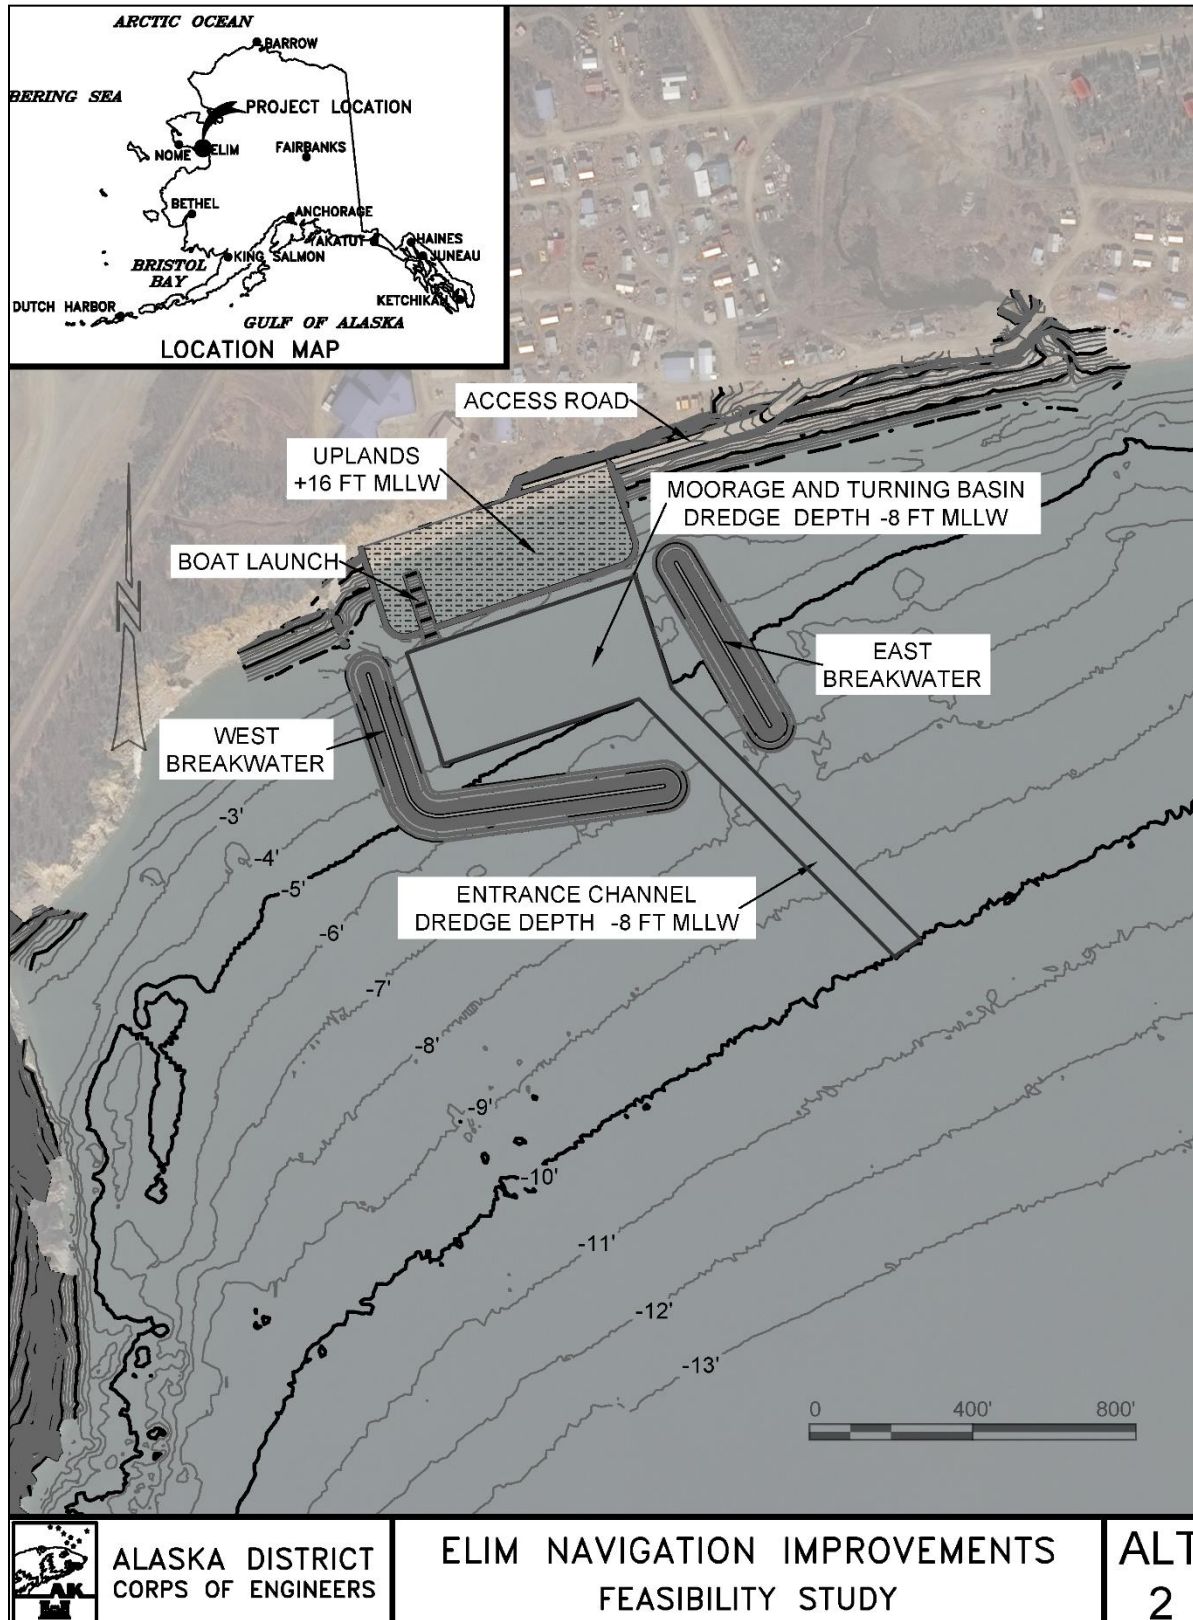 ARCTIC OCEAN
BARROW
BERING SEA
PROJECT LOCATION
NOME
ELIM
FAIRBANKS
BETHEL
ANCHORAGE
YAKATUT
HAINES
JUNEAU
KING SALMON
BRISTOL
BAY
KETCHIKAN
DUTCH HARBOR
GULF OF ALASKA
LOCATION MAP
ACCESS ROAD
UPLANDS
+16 FT MLLW
MOORAGE AND TURNING BASIN
DREDGE DEPTH -8 FT MLLW
BOAT LAUNCH
N
EAST
BREAKWATER
WEST
BREAKWATER
-3'
-4'
-5'
-6'
-7'
-8'
-9'
-10'
-11'
-12'
-13'
ENTRANCE CHANNEL
DREDGE DEPTH -8 FT MLLW
0 400' 800'
AK
ALASKA DISTRICT
CORPS OF ENGINEERS
ELIM NAVIGATION IMPROVEMENTS
FEASIBILITY STUDY
ALT
2